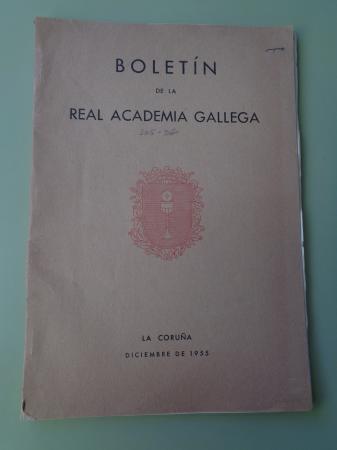 BOLETÍN
DE LA
REAL ACADEMIA GALLEGA
LA CORUÑA
DICIEMBRE DE 1955